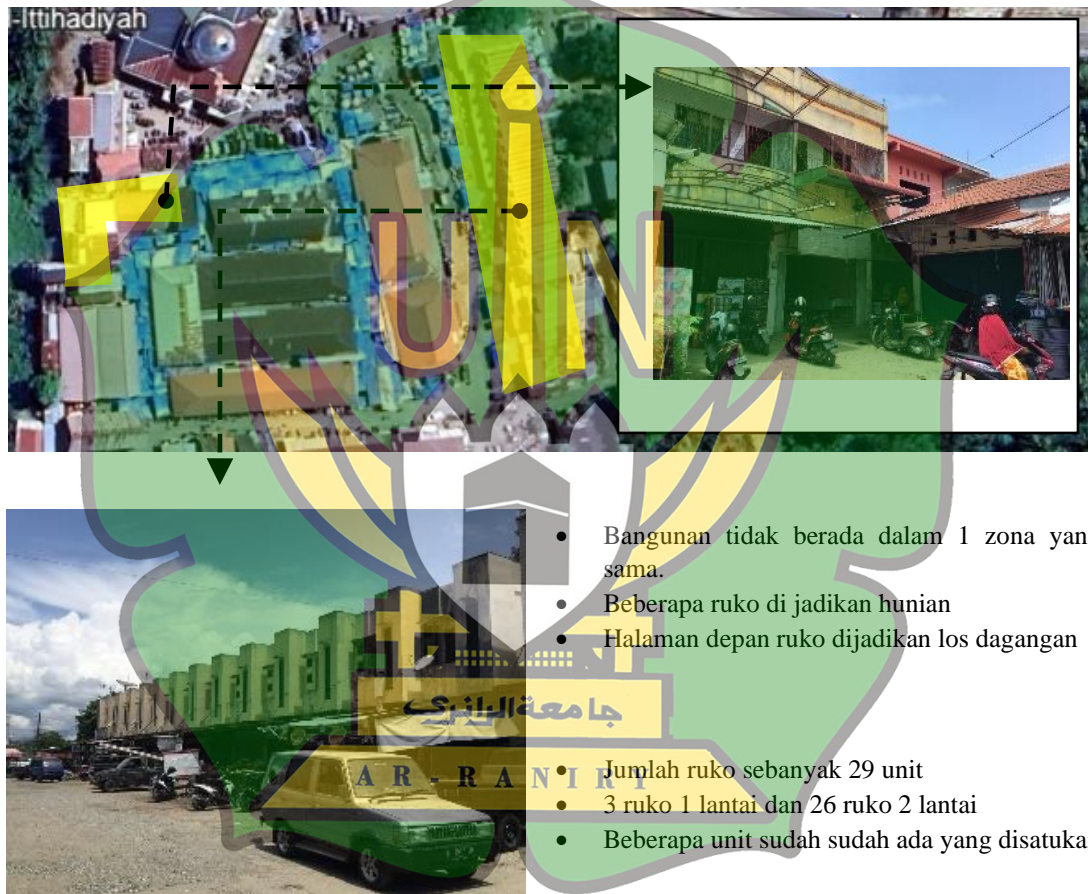 -Ittihadiyah
UIN
• Bangunan tidak berada dalam 1 zona yan
sama.
• Beberapa ruko di jadikan hunian
• Halaman depan ruko dijadikan los dagangan
جامعة الرانري
AR-RANIRY
• Jumlah ruko sebanyak 29 unit
• 3 ruko 1 lantai dan 26 ruko 2 lantai
• Beberapa unit sudah sudah ada yang disatuka